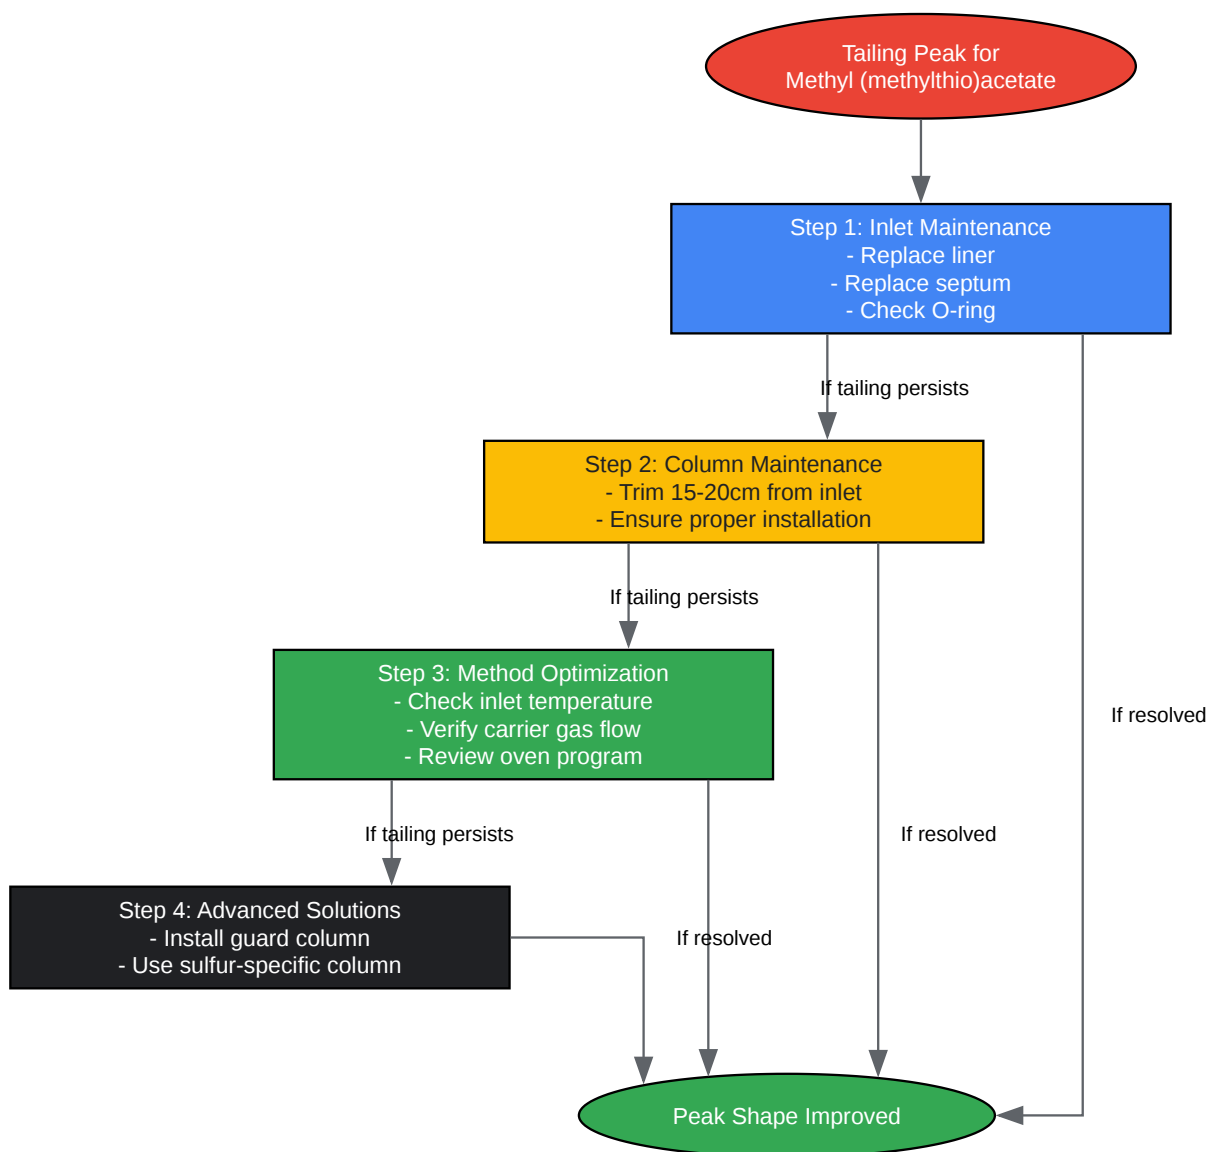 Tailing Peak for
Methyl (methylthio)acetate
Step 1: Inlet Maintenance
- Replace liner
- Replace septum
- Check O-ring
If tailing persists
Step 2: Column Maintenance
- Trim 15-20cm from inlet
- Ensure proper installation
If tailing persists
Step 3: Method Optimization
- Check inlet temperature
- Verify carrier gas flow
- Review oven program
If resolved
If tailing persists
If resolved
Step 4: Advanced Solutions
- Install guard column
- Use sulfur-specific column
If resolved
Peak Shape Improved